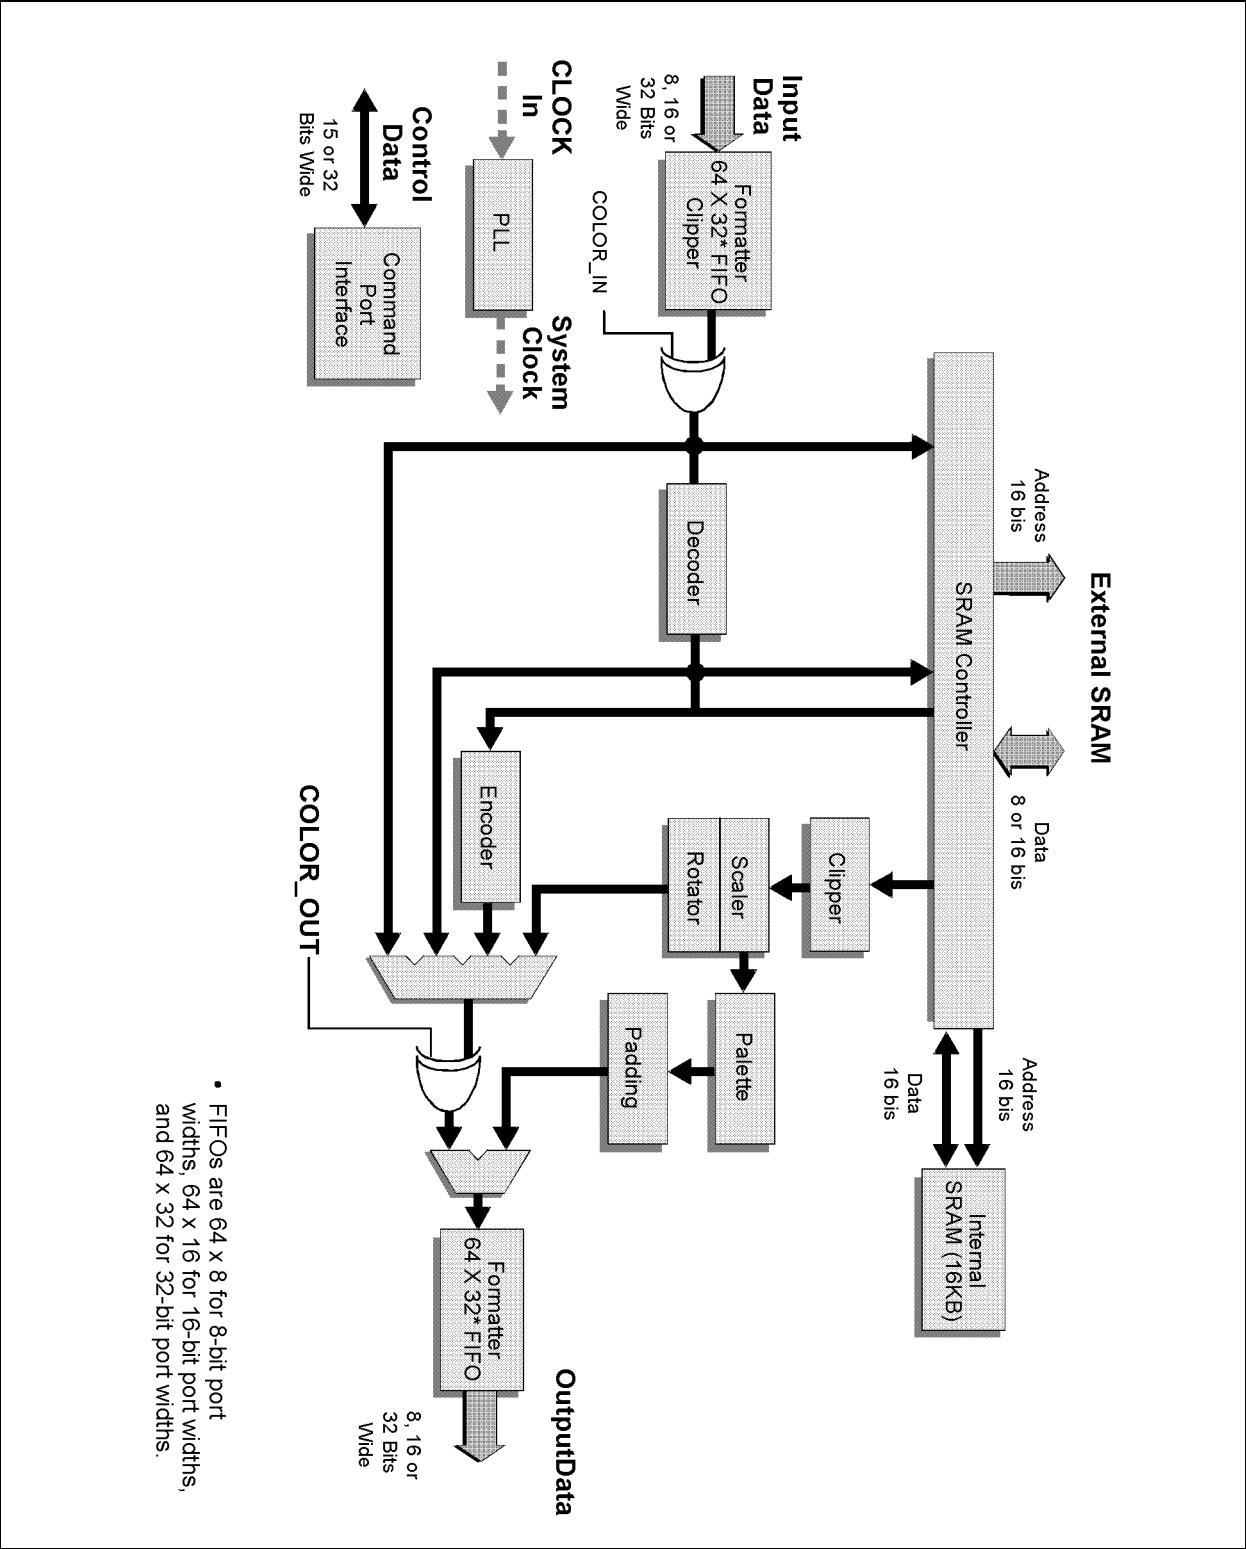 External SRAM
Address
16 bis
Data
8 or 16 bis
SRAM Controller
Address
16 bis
Data
16 bis
Internal
SRAM (16KB)
Input
Data
8, 16 or
32 Bits
Wide
Formatter
64 X 32* FIFO
Clipper
COLOR_IN
Decoder
Clipper
Scaler
Rotator
Palette
Padding
Encoder
CLOCK
In
PLL
System
Clock
Control
Data
15 or 32
Bits Wide
Command
Port
Interface
COLOR_OUT
Formatter
64 X 32* FIFO
OutputData
8, 16 or
32 Bits
Wide
• FIFOs are 64 x 8 for 8-bit port
widths, 64 x 16 for 16-bit port widths,
and 64 x 32 for 32-bit port widths.